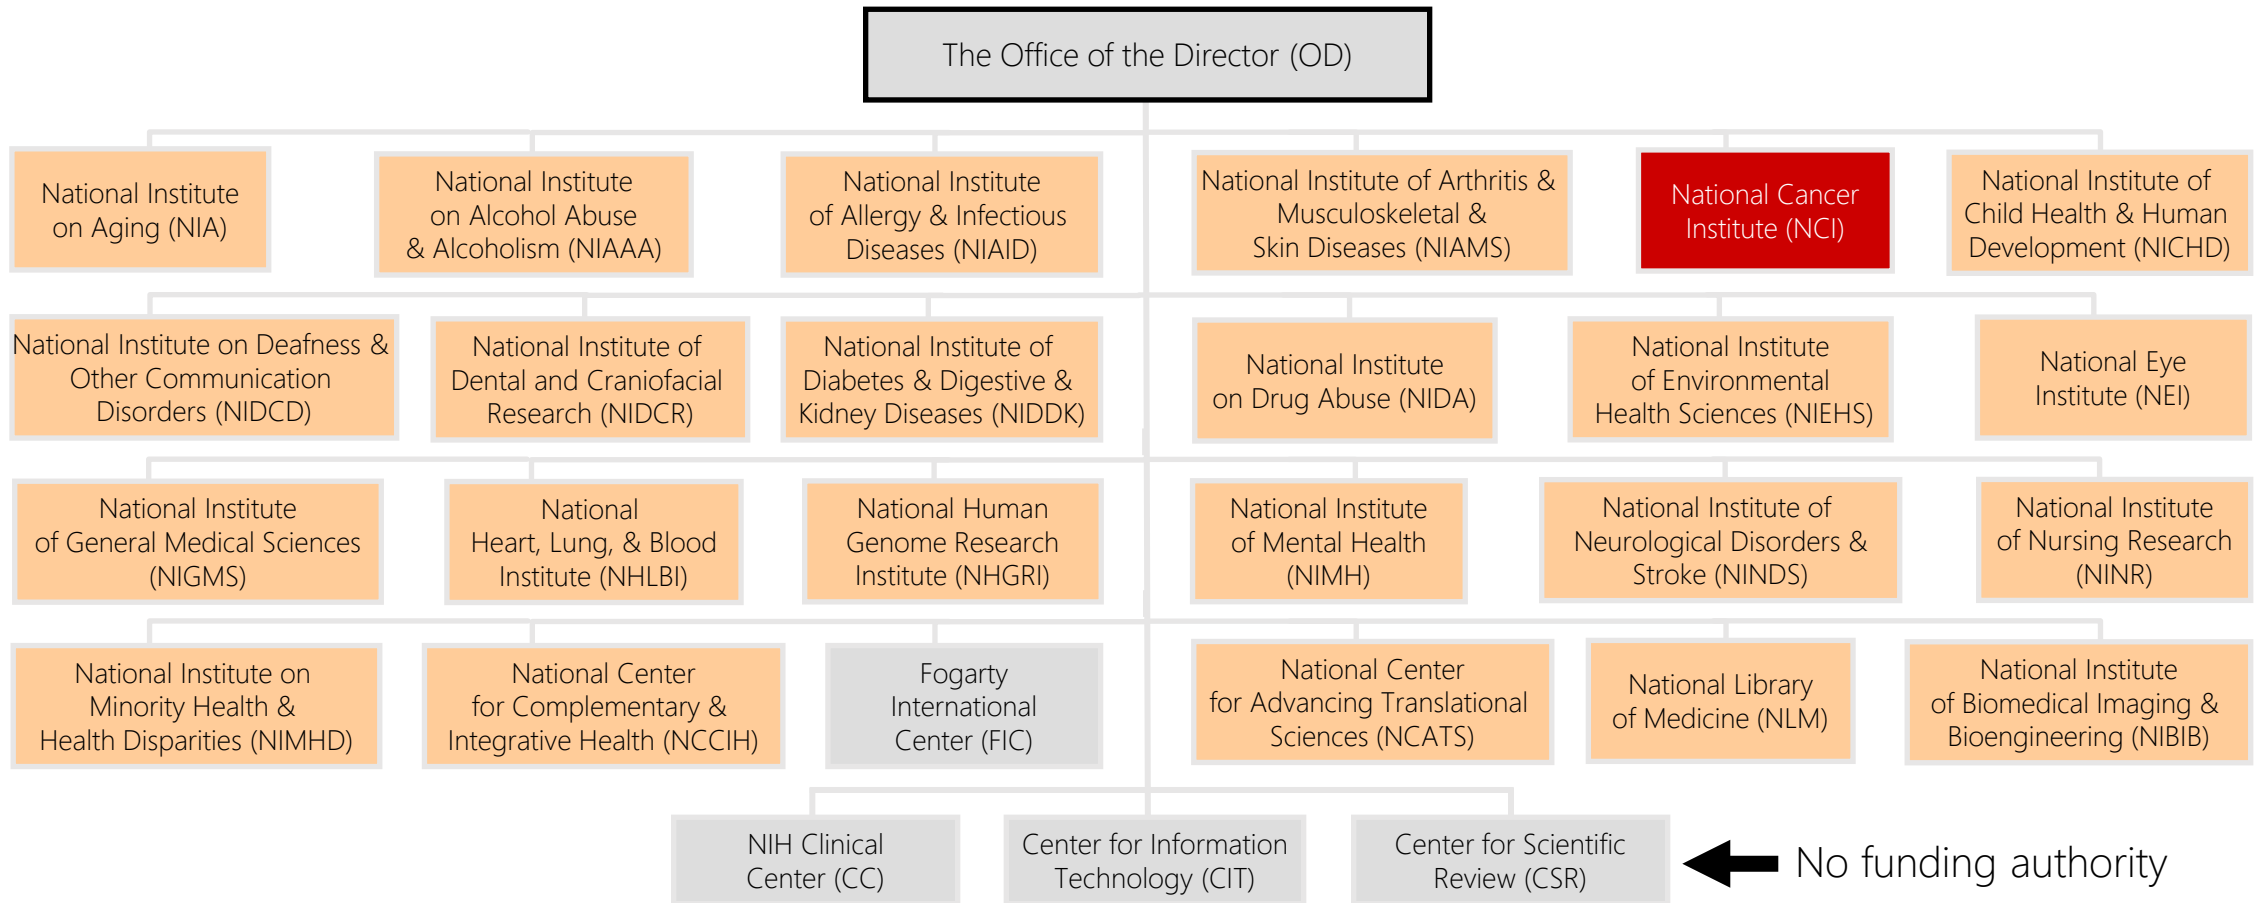 The Office of the Director (OD)
National Institute
on Aging (NIA)
National Institute
on Alcohol Abuse
& Alcoholism (NIAAA)
National Institute
of Allergy & Infectious
Diseases (NIAID)
National Institute of Arthritis &
Musculoskeletal &
Skin Diseases (NIAMS)
National Cancer
Institute (NCI)
National Institute of
Child Health & Human
Development (NICHD)
National Institute on Deafness &
Other Communication
Disorders (NIDCD)
National Institute of
Dental and Craniofacial
Research (NIDCR)
National Institute of
Diabetes & Digestive &
Kidney Diseases (NIDDK)
National Institute
on Drug Abuse (NIDA)
National Institute
of Environmental
Health Sciences (NIEHS)
National Eye
Institute (NEI)
National Institute
of General Medical Sciences
(NIGMS)
National
Heart, Lung, & Blood
Institute (NHLBI)
National Human
Genome Research
Institute (NHGRI)
National Institute
of Mental Health
(NIMH)
National Institute of
Neurological Disorders &
Stroke (NINDS)
National Institute
of Nursing Research
(NINR)
National Institute on
Minority Health &
Health Disparities (NIMHD)
National Center
for Complementary &
Integrative Health (NCCIH)
Fogarty
International
Center (FIC)
National Center
for Advancing Translational
Sciences (NCATS)
National Library
of Medicine (NLM)
National Institute
of Biomedical Imaging &
Bioengineering (NIBIB)
NIH Clinical
Center (CC)
Center for Information
Technology (CIT)
Center for Scientific
Review (CSR)
No funding authority